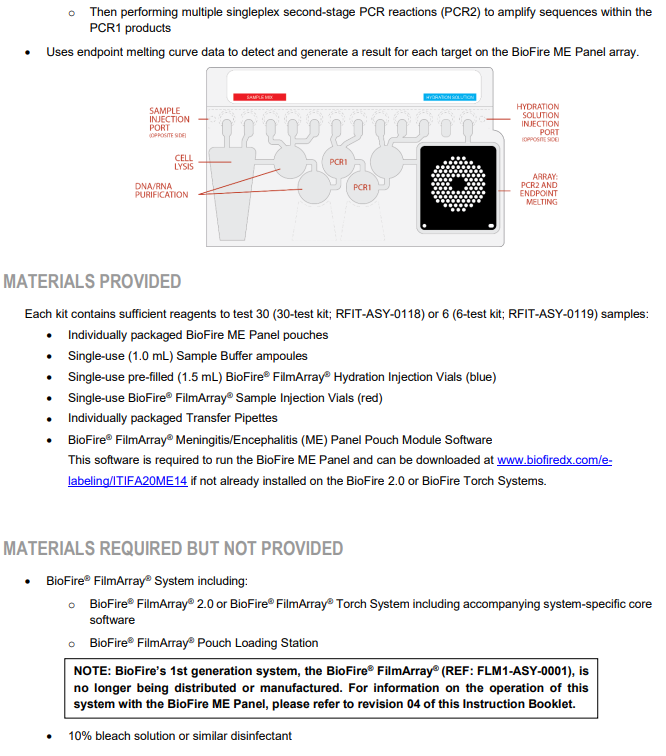 o Then performing multiple singleplex second-stage PCR reactions (PCR2) to amplify sequences within the
PCR1 products
• Uses endpoint melting curve data to detect and generate a result for each target on the BioFire ME Panel array.
SAMPLE MIX
HYDRATION SOLUTION
SAMPLE
INJECTION
PORT
(OPPOSITE SIDE)
HYDRATION
SOLUTION
INJECTION
PORT
(OPPOSITE SIDE)
CELL
LYSIS
PCR1
DNA/RNA
PURIFICATION
PCR1
ARRAY:
PCR2 AND
ENDPOINT
MELTING
MATERIALS PROVIDED
Each kit contains sufficient reagents to test 30 (30-test kit; RFIT-ASY-0118) or 6 (6-test kit; RFIT-ASY-0119) samples:
• Individually packaged BioFire ME Panel pouches
• Single-use (1.0 mL) Sample Buffer ampoules
• Single-use pre-filled (1.5 mL) BioFire® FilmArray® Hydration Injection Vials (blue)
• Single-use BioFire® FilmArray® Sample Injection Vials (red)
• Individually packaged Transfer Pipettes
• BioFire® FilmArray® Meningitis/Encephalitis (ME) Panel Pouch Module Software
This software is required to run the BioFire ME Panel and can be downloaded at www.biofiredx.com/e-
labeling/ITIFA20ME14 if not already installed on the BioFire 2.0 or BioFire Torch Systems.
MATERIALS REQUIRED BUT NOT PROVIDED
• BioFire® FilmArray® System including:
o BioFire® FilmArray® 2.0 or BioFire® FilmArray® Torch System including accompanying system-specific core
software
o BioFire® FilmArray® Pouch Loading Station
NOTE: BioFire's 1st generation system, the BioFire® FilmArray® (REF: FLM1-ASY-0001), is
no longer being distributed or manufactured. For information on the operation of this
system with the BioFire ME Panel, please refer to revision 04 of this Instruction Booklet.
• 10% bleach solution or similar disinfectant